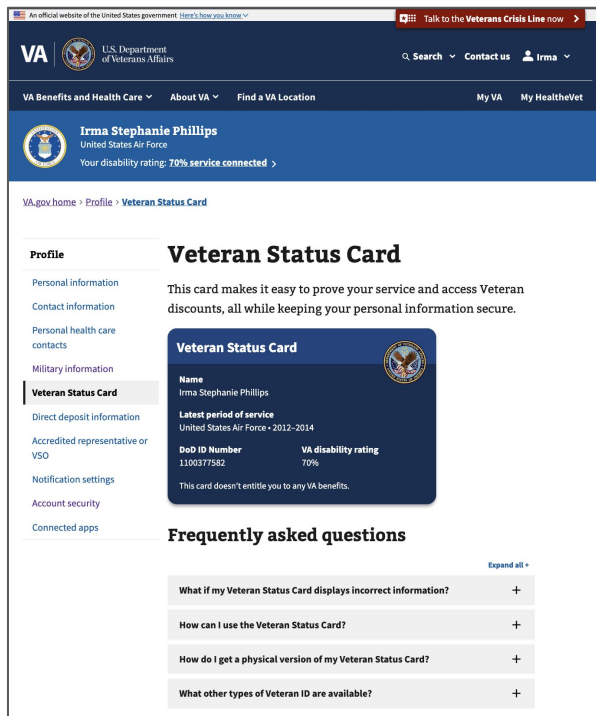 An official website of the United States government Here's how you know
Talk to the Veterans Crisis Line now
VA
U.S. Department
of Veterans Affairs
Search Contact us Irma
VA Benefits and Health Care About VA Find a VA Location My VA My HealtheVet
Irma Stephanie Phillips
United States Air Force
Your disability rating: 70% service connected >
VA.gov home > Profile > Veteran Status Card
Profile
Personal information
Contact information
Personal health care
contacts
Military information
Veteran Status Card
Direct deposit information
Accredited representative or
VSO
Notification settings
Account security
Connected apps
Veteran Status Card
This card makes it easy to prove your service and access Veteran
discounts, all while keeping your personal information secure.
Veteran Status Card
Name
Irma Stephanie Phillips
Latest period of service
United States Air Force • 2012–2014
DoD ID Number VA disability rating
1100377582 70%
This card doesn't entitle you to any VA benefits.
Frequently asked questions
Expand all +
What if my Veteran Status Card displays incorrect information? +
How can I use the Veteran Status Card? +
How do I get a physical version of my Veteran Status Card? +
What other types of Veteran ID are available? +